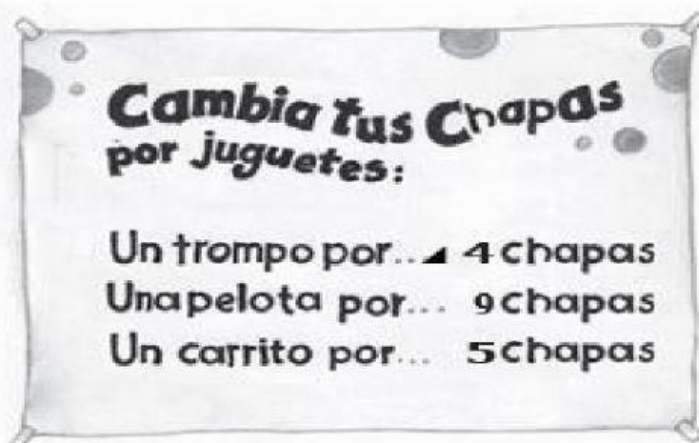 Cambia tus Chapas
por juguetes:
Un trompo por... 4 chapas
Una pelota por... 9 chapas
Un carrito por... 5 chapas